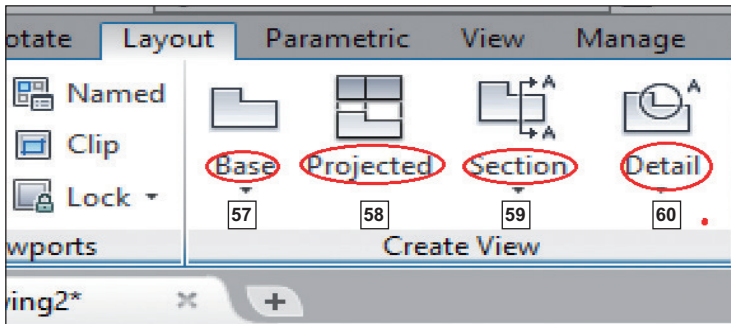 otate Layout Parametric View Manage
Named
Clip
Lock
Base Projected Section Detail
A
A
A
57 58 59 60
wports Create View
ving2*